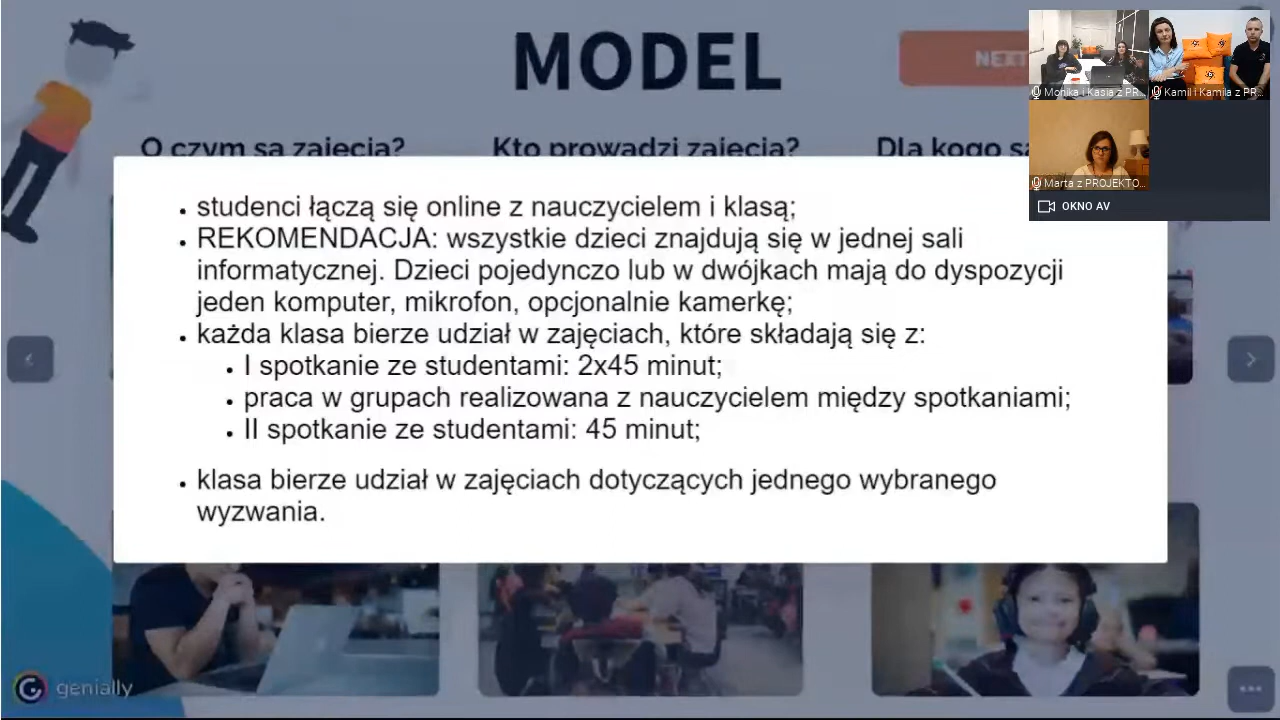 MODEL
NEXT
O czym są zajęcia?
Kto prowadzi zajęcia?
Dla kogo są
Monika i Kasia z PR...
Kamil i Kamila z PR...
Marta z PROJEKTO...
OKNO AV
• studenci łączą się online z nauczycielem i klasą;
• REKOMENDACJA: wszystkie dzieci znajdują się w jednej sali
informatycznej. Dzieci pojedynczo lub w dwójkach mają do dyspozycji
jeden komputer, mikrofon, opcjonalnie kamerkę;
• każda klasa bierze udział w zajęciach, które składają się z:
• I spotkanie ze studentami: 2x45 minut;
• praca w grupach realizowana z nauczycielem między spotkaniami;
• II spotkanie ze studentami: 45 minut;
• klasa bierze udział w zajęciach dotyczących jednego wybranego
wyzwania.
genially